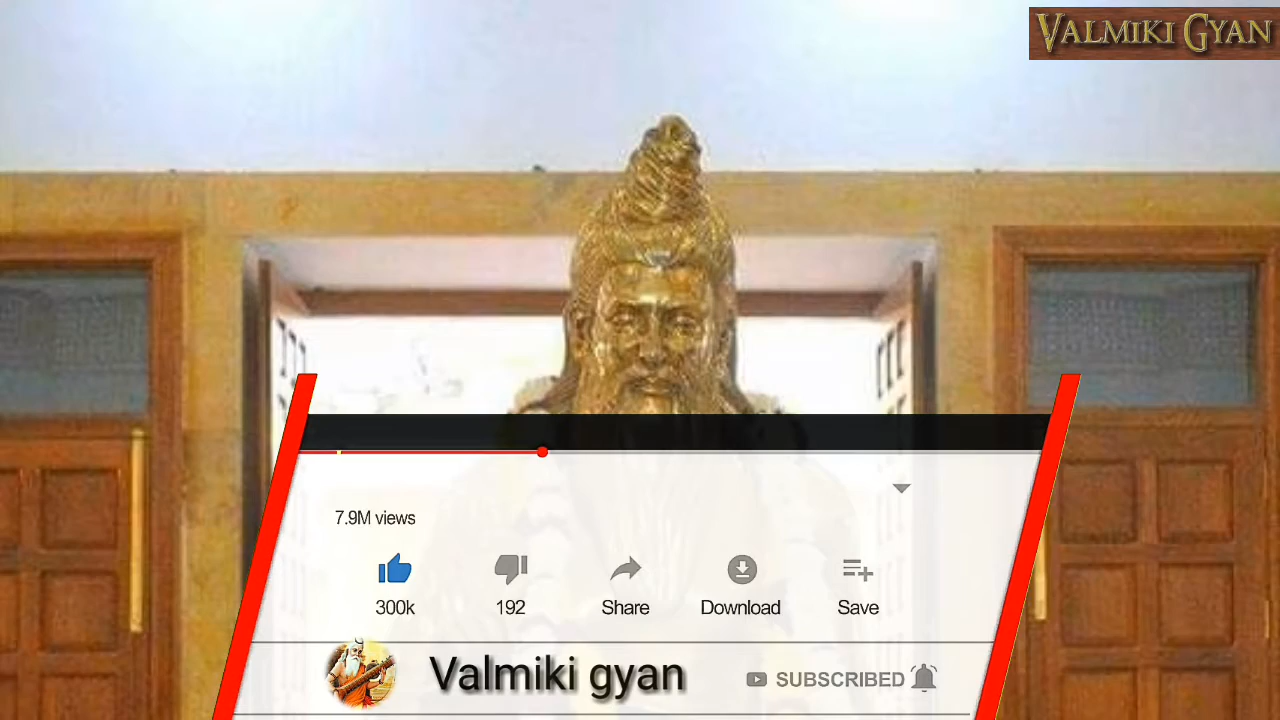 VALMIKI GYAN
7.9M views
300k
192
Share
Download
Save
Valmiki gyan
SUBSCRIBED